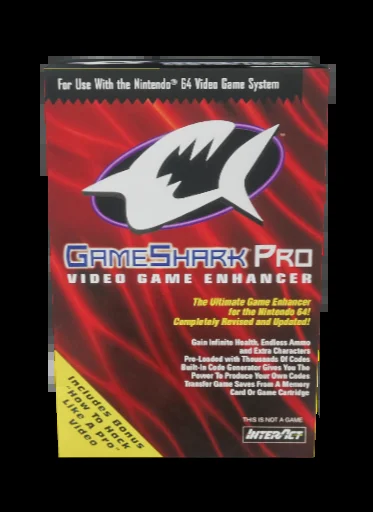 For Use With the Nintendo® 64 Video Game System
™
GAMESHARK PRO
VIDEO GAME ENHANCER
The Ultimate Game Enhancer
for the Nintendo 64!
Completely Revised and Updated!
Gain Infinite Health, Endless Ammo
and Extra Characters
Pre-Loaded with Thousands Of Codes
Built-in Code Generator Gives You The
Power To Produce Your Own Codes
Transfer Game Saves From A Memory
Card Or Game Cartridge
Includes Bonus
"How To Hack
Like A Pro"
Video
THIS IS NOT A GAME
INTERACT